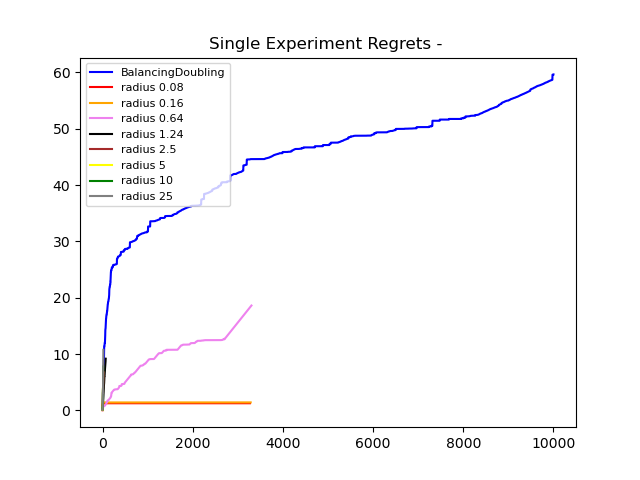 Single Experiment Regrets -
BalancingDoubling
radius 0.08
radius 0.16
radius 0.64
radius 1.24
radius 2.5
radius 5
radius 10
radius 25
60
50
40
30
20
10
0
0 2000 4000 6000 8000 10000